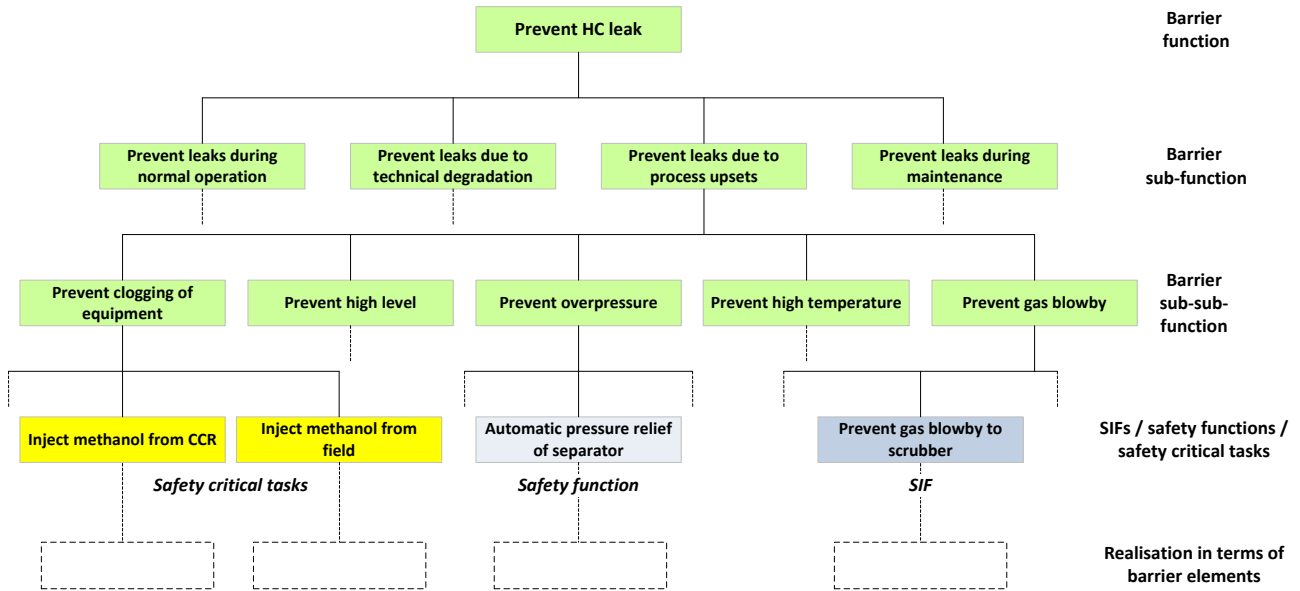 Prevent HC leak
Barrier
function
Prevent leaks during
normal operation
Prevent leaks due to
technical degradation
Prevent leaks due to
process upsets
Prevent leaks during
maintenance
Barrier
sub-function
Prevent clogging of
equipment
Prevent high level
Prevent overpressure
Prevent high temperature
Prevent gas blowby
Barrier
sub-sub-
function
Inject methanol from CCR
Inject methanol from
field
Automatic pressure relief
of separator
Prevent gas blowby to
scrubber
SIFs / safety functions /
safety critical tasks
Safety critical tasks
Safety function
SIF
Realisation in terms of
barrier elements